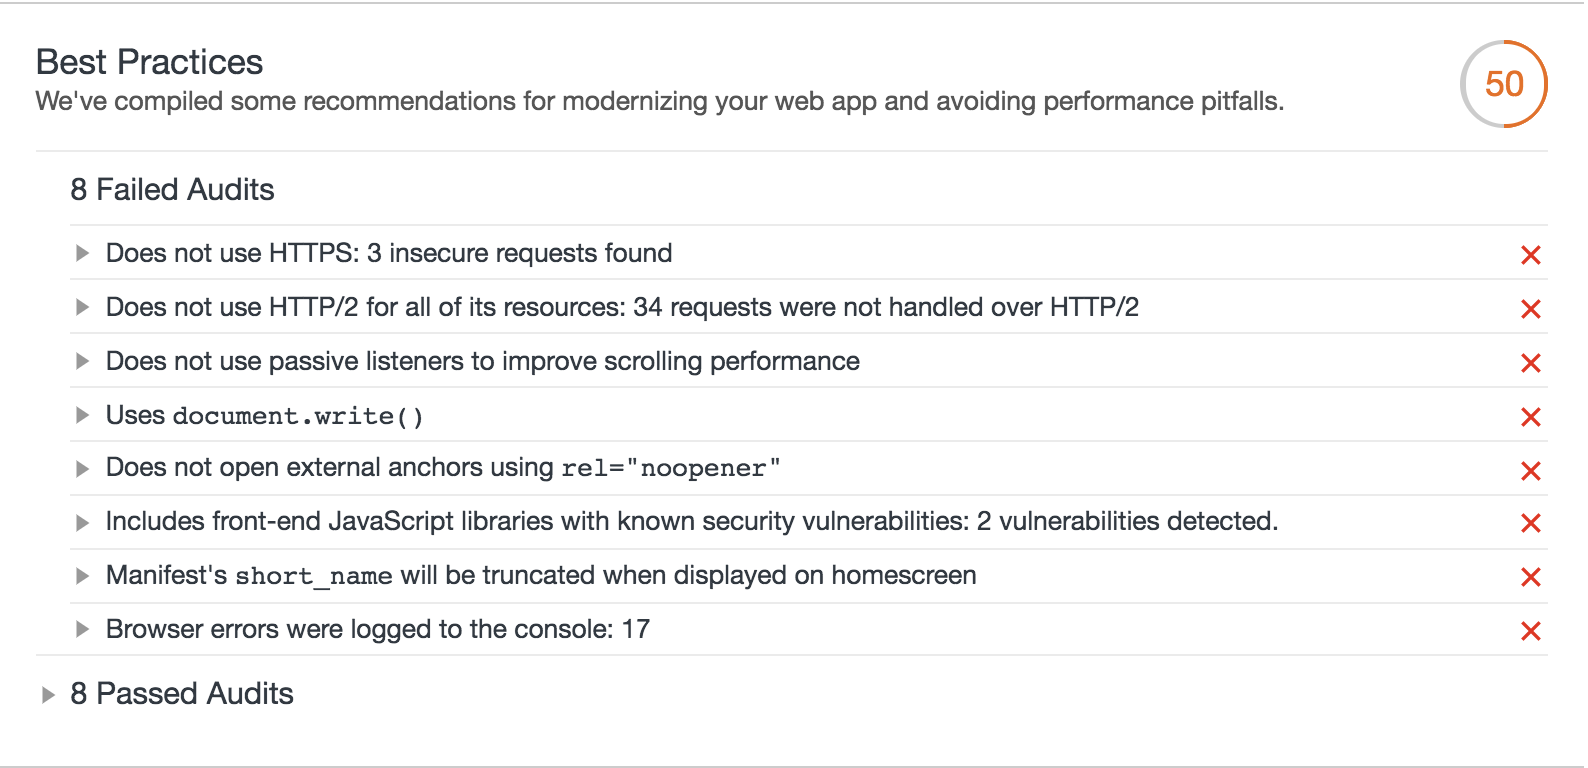 Best Practices
We've compiled some recommendations for modernizing your web app and avoiding performance pitfalls.
50
8 Failed Audits
Does not use HTTPS: 3 insecure requests found
Does not use HTTP/2 for all of its resources: 34 requests were not handled over HTTP/2
Does not use passive listeners to improve scrolling performance
Uses document.write()
Does not open external anchors using rel="noopener"
Includes front-end JavaScript libraries with known security vulnerabilities: 2 vulnerabilities detected.
Manifest's short_name will be truncated when displayed on homescreen
Browser errors were logged to the console: 17
8 Passed Audits